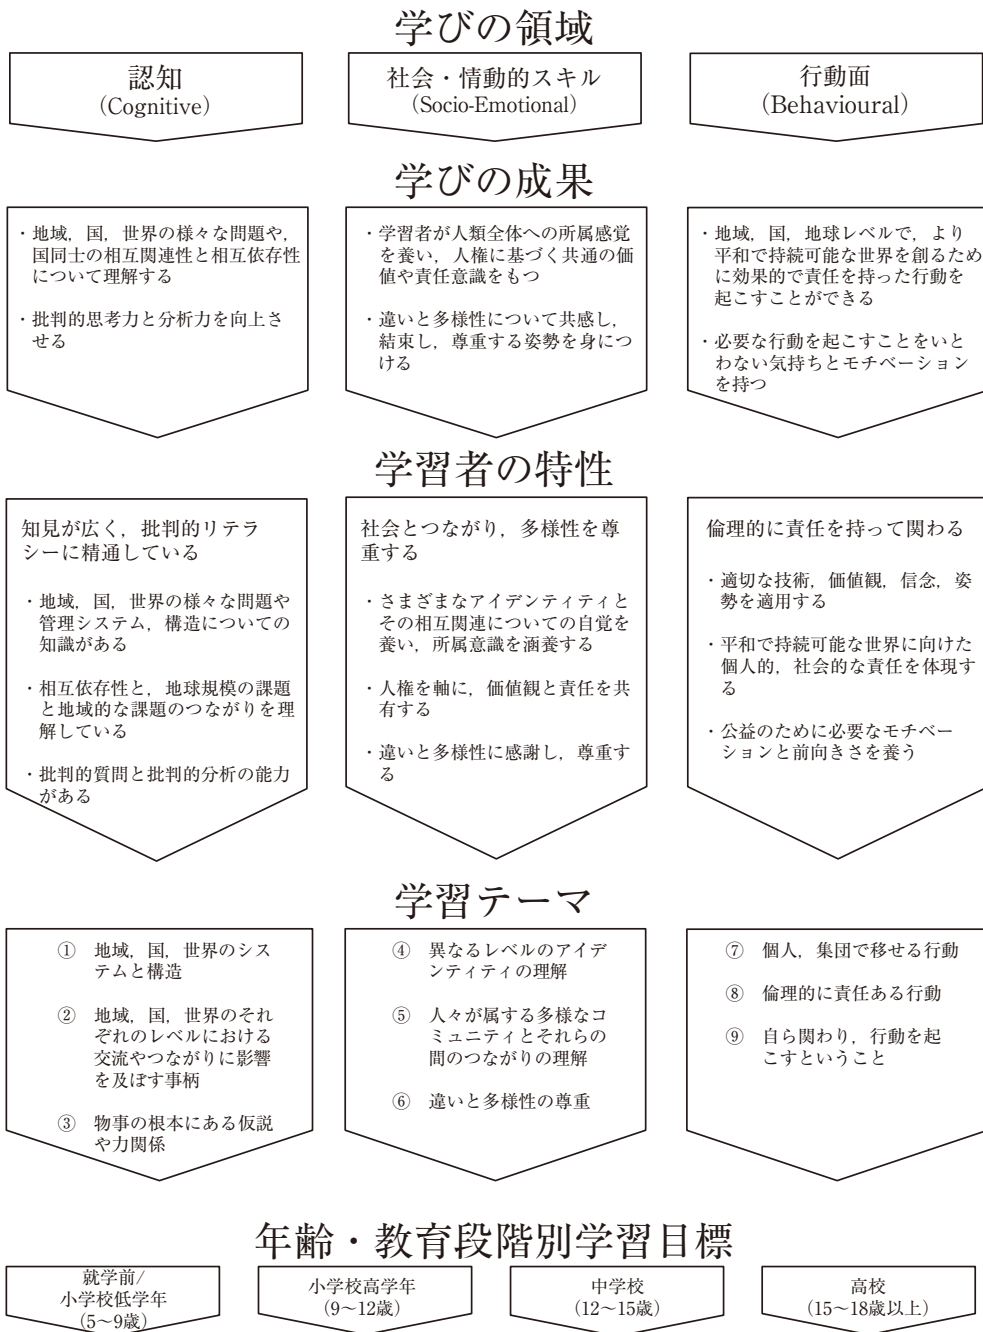 学びの領域
認知
(Cognitive)
社会・情動的スキル
(Socio-Emotional)
行動面
(Behavioural)
学びの成果
・地域，国，世界の様々な問題や，
国同士の相互関連性と相互依存性
について理解する
・批判的思考力と分析力を向上さ
せる
・学習者が人類全体への所属感覚
を養い，人権に基づく共通の価
値や責任意識をもつ
・違いと多様性について共感し，
結束し，尊重する姿勢を身につ
ける
・地域，国，地球レベルで，より
平和で持続可能な世界を創るため
に効果的で責任を持った行動を
起こすことができる
・必要な行動を起こすことをいと
わない気持ちとモチベーション
を持つ
学習者の特性
知見が広く，批判的リテラ
シーに精通している
・地域，国，世界の様々な問題や
管理システム，構造についての
知識がある
・相互依存性と，地球規模の課題
と地域的な課題のつながりを理
解している
・批判的質問と批判的分析の能力
がある
社会とつながり，多様性を尊
重する
・さまざまなアイデンティティと
その相互関連についての自覚を
養い，所属意識を涵養する
・人権を軸に，価値観と責任を共
有する
・違いと多様性に感謝し，尊重す
る
倫理的に責任を持って関わる
・適切な技術，価値観，信念，姿
勢を適用する
・平和で持続可能な世界に向けた
個人的，社会的な責任を体現す
る
・公益のために必要なモチベー
ションと前向きさを養う
学習テーマ
① 地域，国，世界のシス
テムと構造
② 地域，国，世界のそれ
ぞれのレベルにおける
交流やつながりに影響
を及ぼす事柄
③ 物事の根本にある仮説
や力関係
④ 異なるレベルのアイデ
ンティティの理解
⑤ 人々が属する多様なコ
ミュニティとそれらの
間のつながりの理解
⑥ 違いと多様性の尊重
⑦ 個人，集団で移せる行動
⑧ 倫理的に責任ある行動
⑨ 自ら関わり，行動を起
こすということ
年齢・教育段階別学習目標
就学前/
小学校低学年
(5～9歳)
小学校高学年
(9～12歳)
中学校
(12～15歳)
高校
(15～18歳以上)